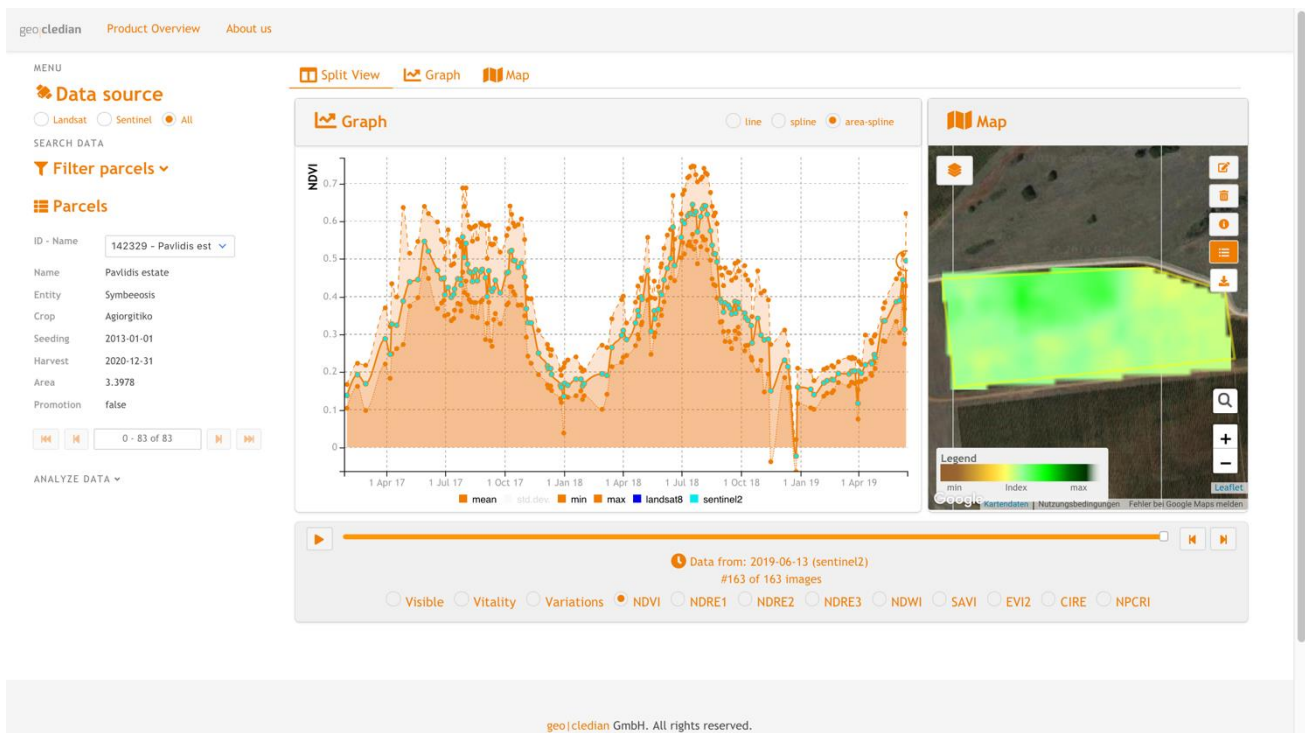 geo|cledian Product Overview About us
MENU
Data source
Landsat Sentinel All
SEARCH DATA
Filter parcels
Parcels
ID - Name 142329 - Pavlidis est
Name Pavlidis estate
Entity Symbeeosis
Crop Agiorgitiko
Seeding 2013-01-01
Harvest 2020-12-31
Area 3.3978
Promotion false
0 - 83 of 83
ANALYZE DATA
Split View Graph Map
Graph line spline area-spline
NDVI
0.7
0.6
0.5
0.4
0.3
0.2
0.1
0
1 Apr 17 1 Jul 17 1 Oct 17 1 Jan 18 1 Apr 18 1 Jul 18 1 Oct 18 1 Jan 19 1 Apr 19
mean std dev. min max landsat8 sentinel2
Map
+
−
Legend
min Index max
Leaflet
Google Kartendaten Nutzungsbedingungen Fehler bei Google Maps melden
Data from: 2019-06-13 (sentinel2)
#163 of 163 images
Visible Vitality Variations NDVI NDRE1 NDRE2 NDRE3 NDWI SAVI EVI2 CIRE NPCRI
geo|cledian GmbH. All rights reserved.